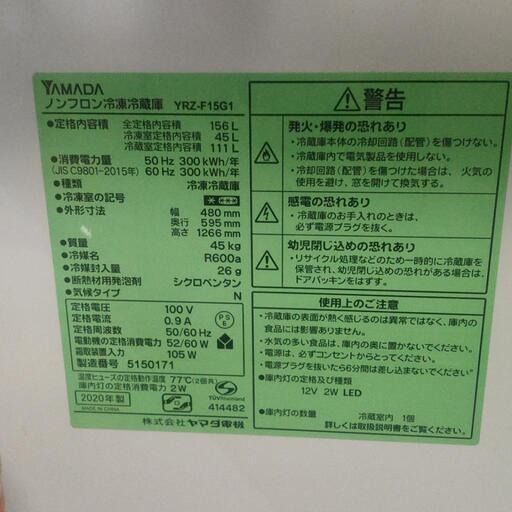 YAMADA
ノンフロン冷凍冷蔵庫 YRZ-F15G1
●定格内容積 全定格内容積 156 L
冷凍室定格内容積 45 L
冷蔵室定格内容積 111 L
●消費電力量 50 Hz 300 kWh/年
(JIS C9801-2015年) 60 Hz 300 kWh/年
●種類 冷凍冷蔵庫
●冷凍室の記号
●外形寸法 幅 480 mm
奥行 595 mm
高さ 1266 mm
●質量 45 kg
●冷媒名 R600a
●冷媒封入量 26 g
●断熱材用発泡剤 シクロペンタン
●気候タイプ N
定格電圧 100 V
定格電流 0.9 A
定格周波数 50/60 Hz
電動機の定格消費電力 52/60 W
霜取装置入力 105 W
製造番号 5150171
PS
E
温度ヒューズの定格動作温度 77℃(2個共)
庫内灯の定格消費電力 2W
2020年製
MADE IN CHINA
TÜVRheinland
414482
株式会社 ヤマダ電機
警告
発火・爆発の恐れあり
・冷蔵庫本体の冷却回路(配管)を傷つけない。
・冷蔵庫内で電気製品を使用しない。
・冷却回路(配管)を傷つけた場合は、火気の
使用を避け、窓を開けて換気する。
感電の恐れあり
・冷蔵庫のお手入れのときは、
必ず電源プラグを抜く。
幼児閉じ込めの恐れあり
・リサイクル処理などのため一時的に冷蔵庫を
保管され、幼児閉じ込めの恐れがある場合は、
ドアパッキンをはずす。
使用上のご注意
・冷蔵庫の表面が熱く感じるのは異常ではなく、庫内の
食品には影響ありません。
・水気の多い食品は、庫内の奥に置かないでください。
・電源は、必ずコンセントからとってください。
・電源プラグを抜いたら6分間は差し込まないでください。
●庫内灯の定格及び種類
12V 2W LED
庫内灯の数量 冷蔵室内 1個
詳しくは取扱説明書をご覧ください。